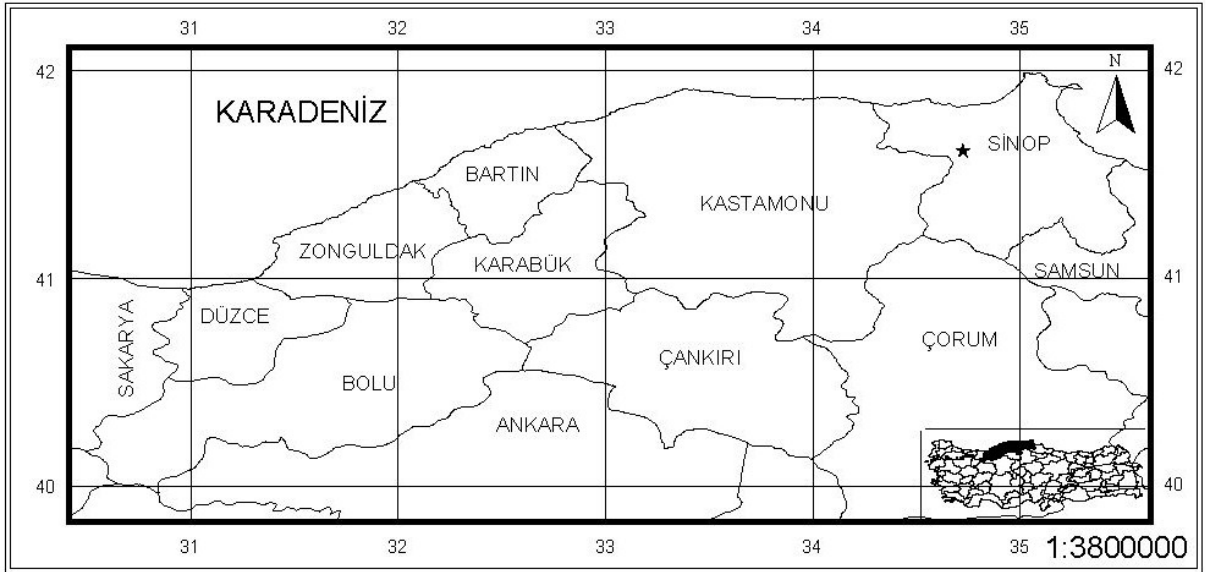 31 32 33 34 35
42 42
N
KARADENİZ
SİNOP
BARTIN
KASTAMONU
ZONGULDAK
KARABÜK
SAMSUN
41 41
DÜZCE
SAKARYA
ÇORUM
ÇANKIRI
BOLU
ANKARA
40 40
31 32 33 34 35
1:3800000